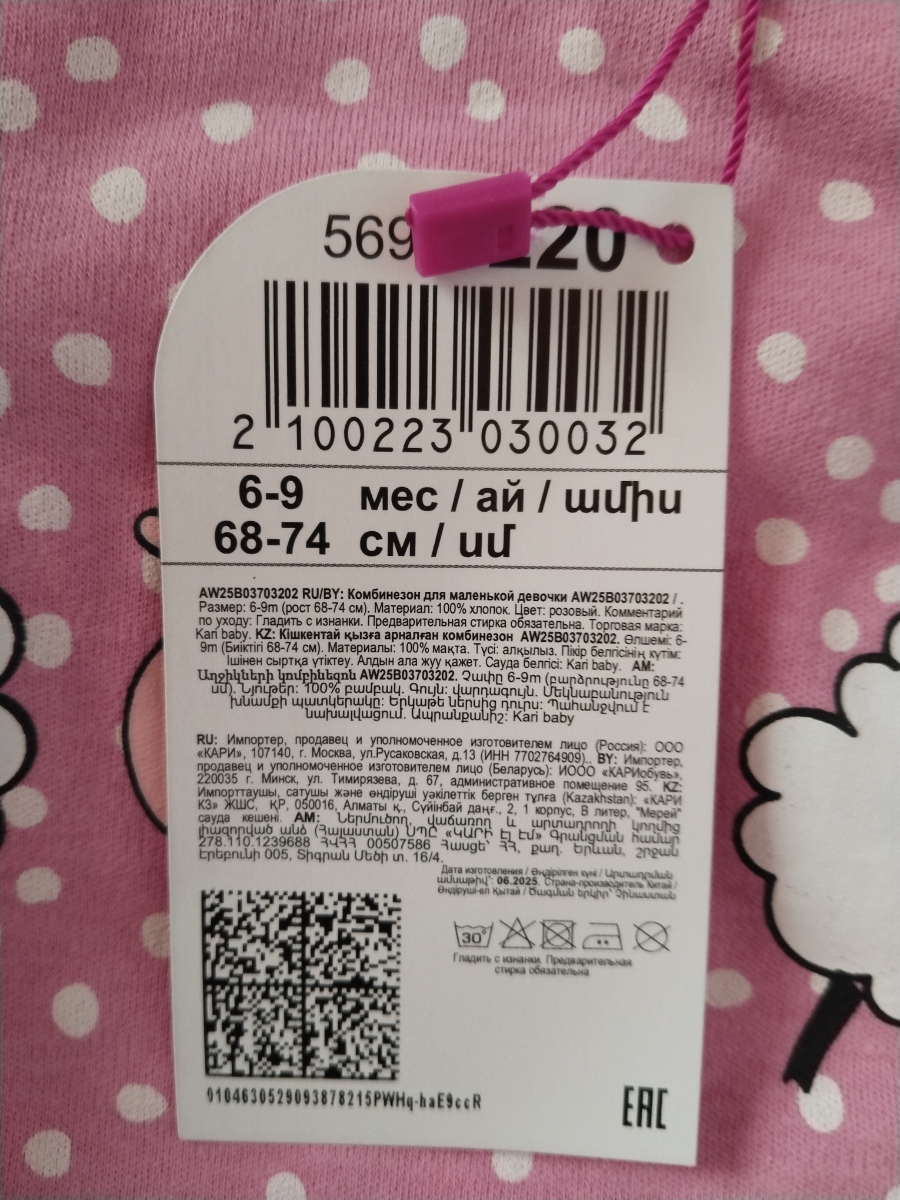 569 220
2 100223 030032
6-9 мес / ай / ամիս
68-74 см / սմ
AW25B03703202 RU/BY: Комбинезон для маленькой девочки AW25B03703202 / .
Размер: 6-9m (рост 68-74 см). Материал: 100% хлопок. Цвет: розовый. Комментарий
по уходу: Гладить с изнанки. Предварительная стирка обязательна. Торговая марка:
Kari baby. KZ: Кішкентай қызға арналған комбинезон AW25B03703202. Өлшемі: 6-
9m (Биіктігі 68-74 см). Материалы: 100% мақта. Түсі: алқылыз. Пікір белгісінің күтім:
Ішінен сыртқа үтіктеу. Алдын ала жуу қажет. Сауда белгісі: Kari baby. AM:
Աղջիկների կոմբինեզոն AW25B03703202. Չափը 6-9m (բարձրությունը 68-74
սմ). Նյութեր: 100% բամբակ. Գույն: վարդագույն. Մեկնաբանություն
խնամքի պատկերակը: Երկաթե ներսից դուրս: Պահանջվում է
նախալվացում. Ապրանքանիշ: Kari baby
RU: Импортер, продавец и уполномоченное изготовителем лицо (Россия): ООО
«КАРИ», 107140, г. Москва, ул.Русаковская, д.13 (ИНН 7702764909).. BY: Импортер,
продавец и уполномоченное изготовителем лицо (Беларусь): ИООО «КАРИобувь»,
220035 г. Минск, ул. Тимирязева, д. 67, административное помещение 95. KZ:
Импорттаушы, сатушы және өндіруші уәкілеттік берген тұлға (Kazakhstan): «КАРИ
КЗ» ЖШС, ҚР, 050016, Алматы қ., Сүйінбай даңғ., 2, 1 корпус, В литер, "Мерей"
сауда кешені. AM: Ներմուծող, վաճառող և արտադրողի կողմից
լիազորված անձ (Հայաստան) ՍՊԸ «ԿԱՐԻ Էյ Էմ» Գրանցման համար
278.110.1239688 ՀՎՀՀ 00507586 Հասցե՝ ՀՀ, քաղ. Երևան, շրջան
Էրեբունի 005, Տիգրան Մեծի տ. 16/4.
Дата изготовления / Өндірілген күні / Արտադրման
ամսաթիվ՝: 06.2025. Страна-производитель Китай /
Өндіруші-ел Қытай / Ծագման երկիր՝ Չինաստան
30°
Гладить с изнанки. Предварительная
стирка обязательна
0104630529093878215PWHq-haE9ccR
EAC